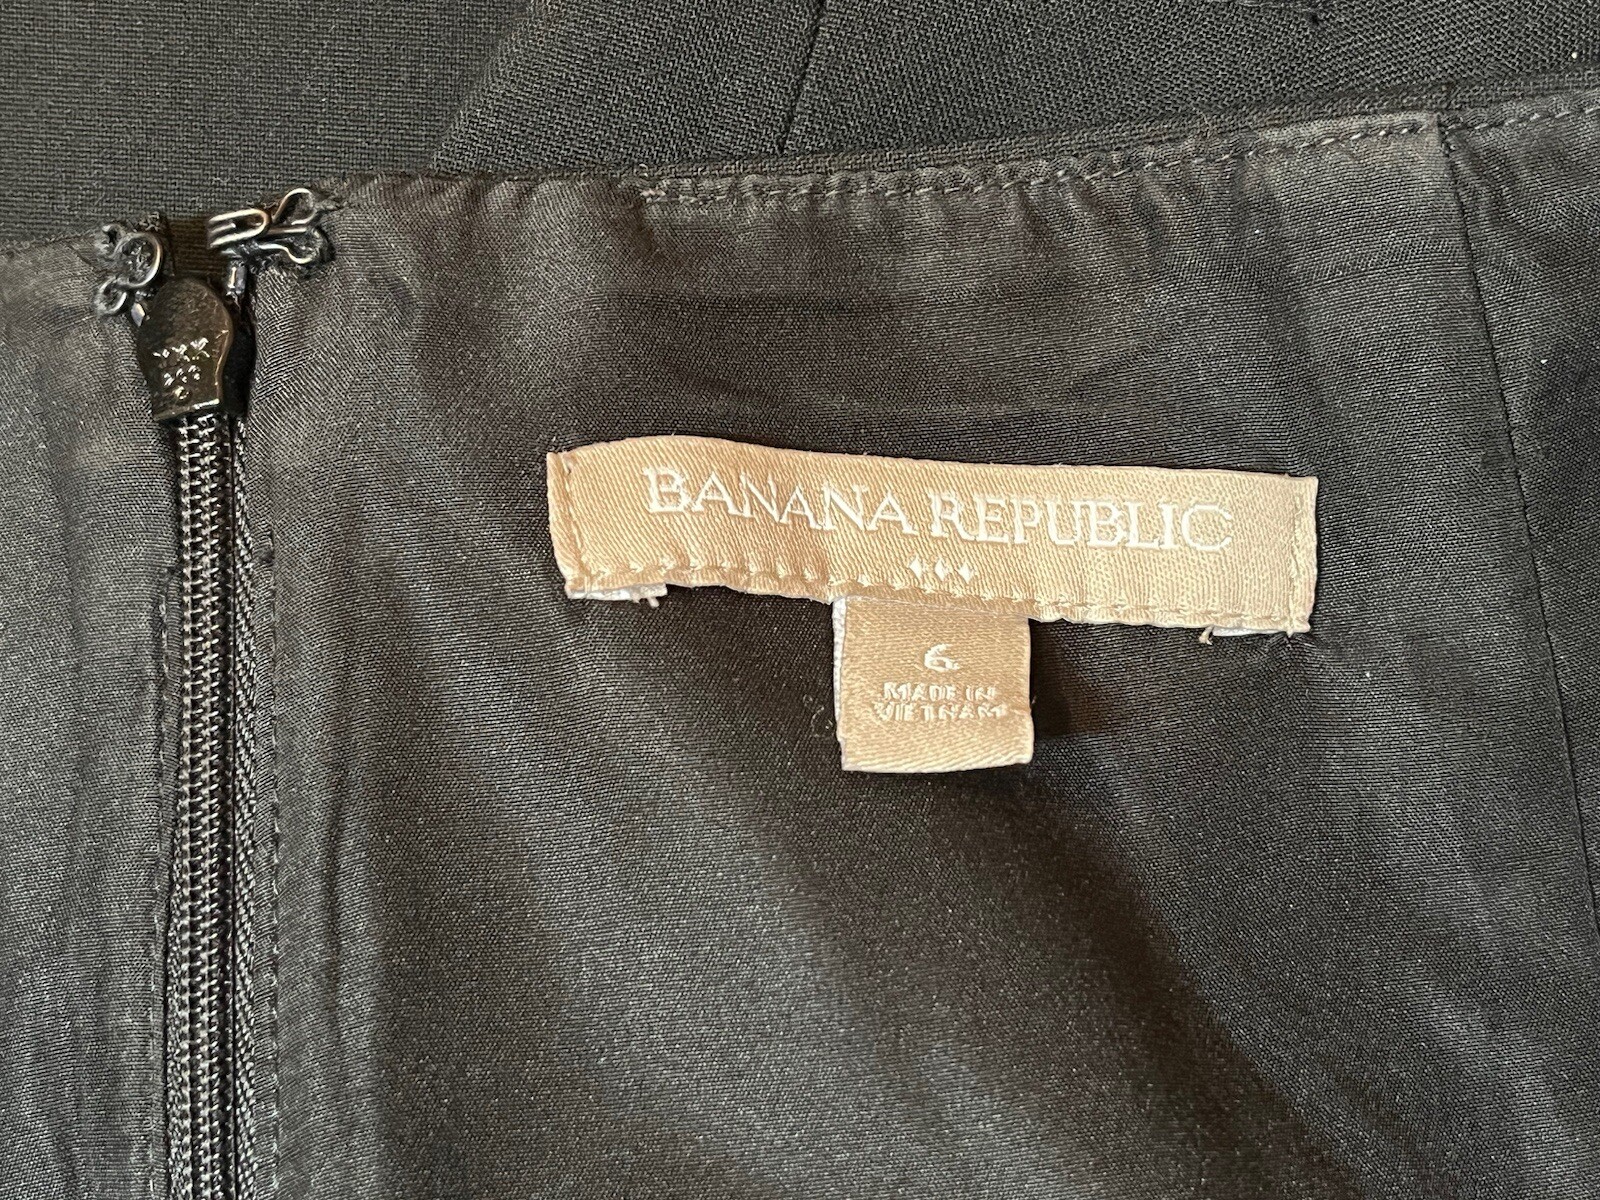 BANANA REPUBLIC
6
MADE IN
VIETNAM